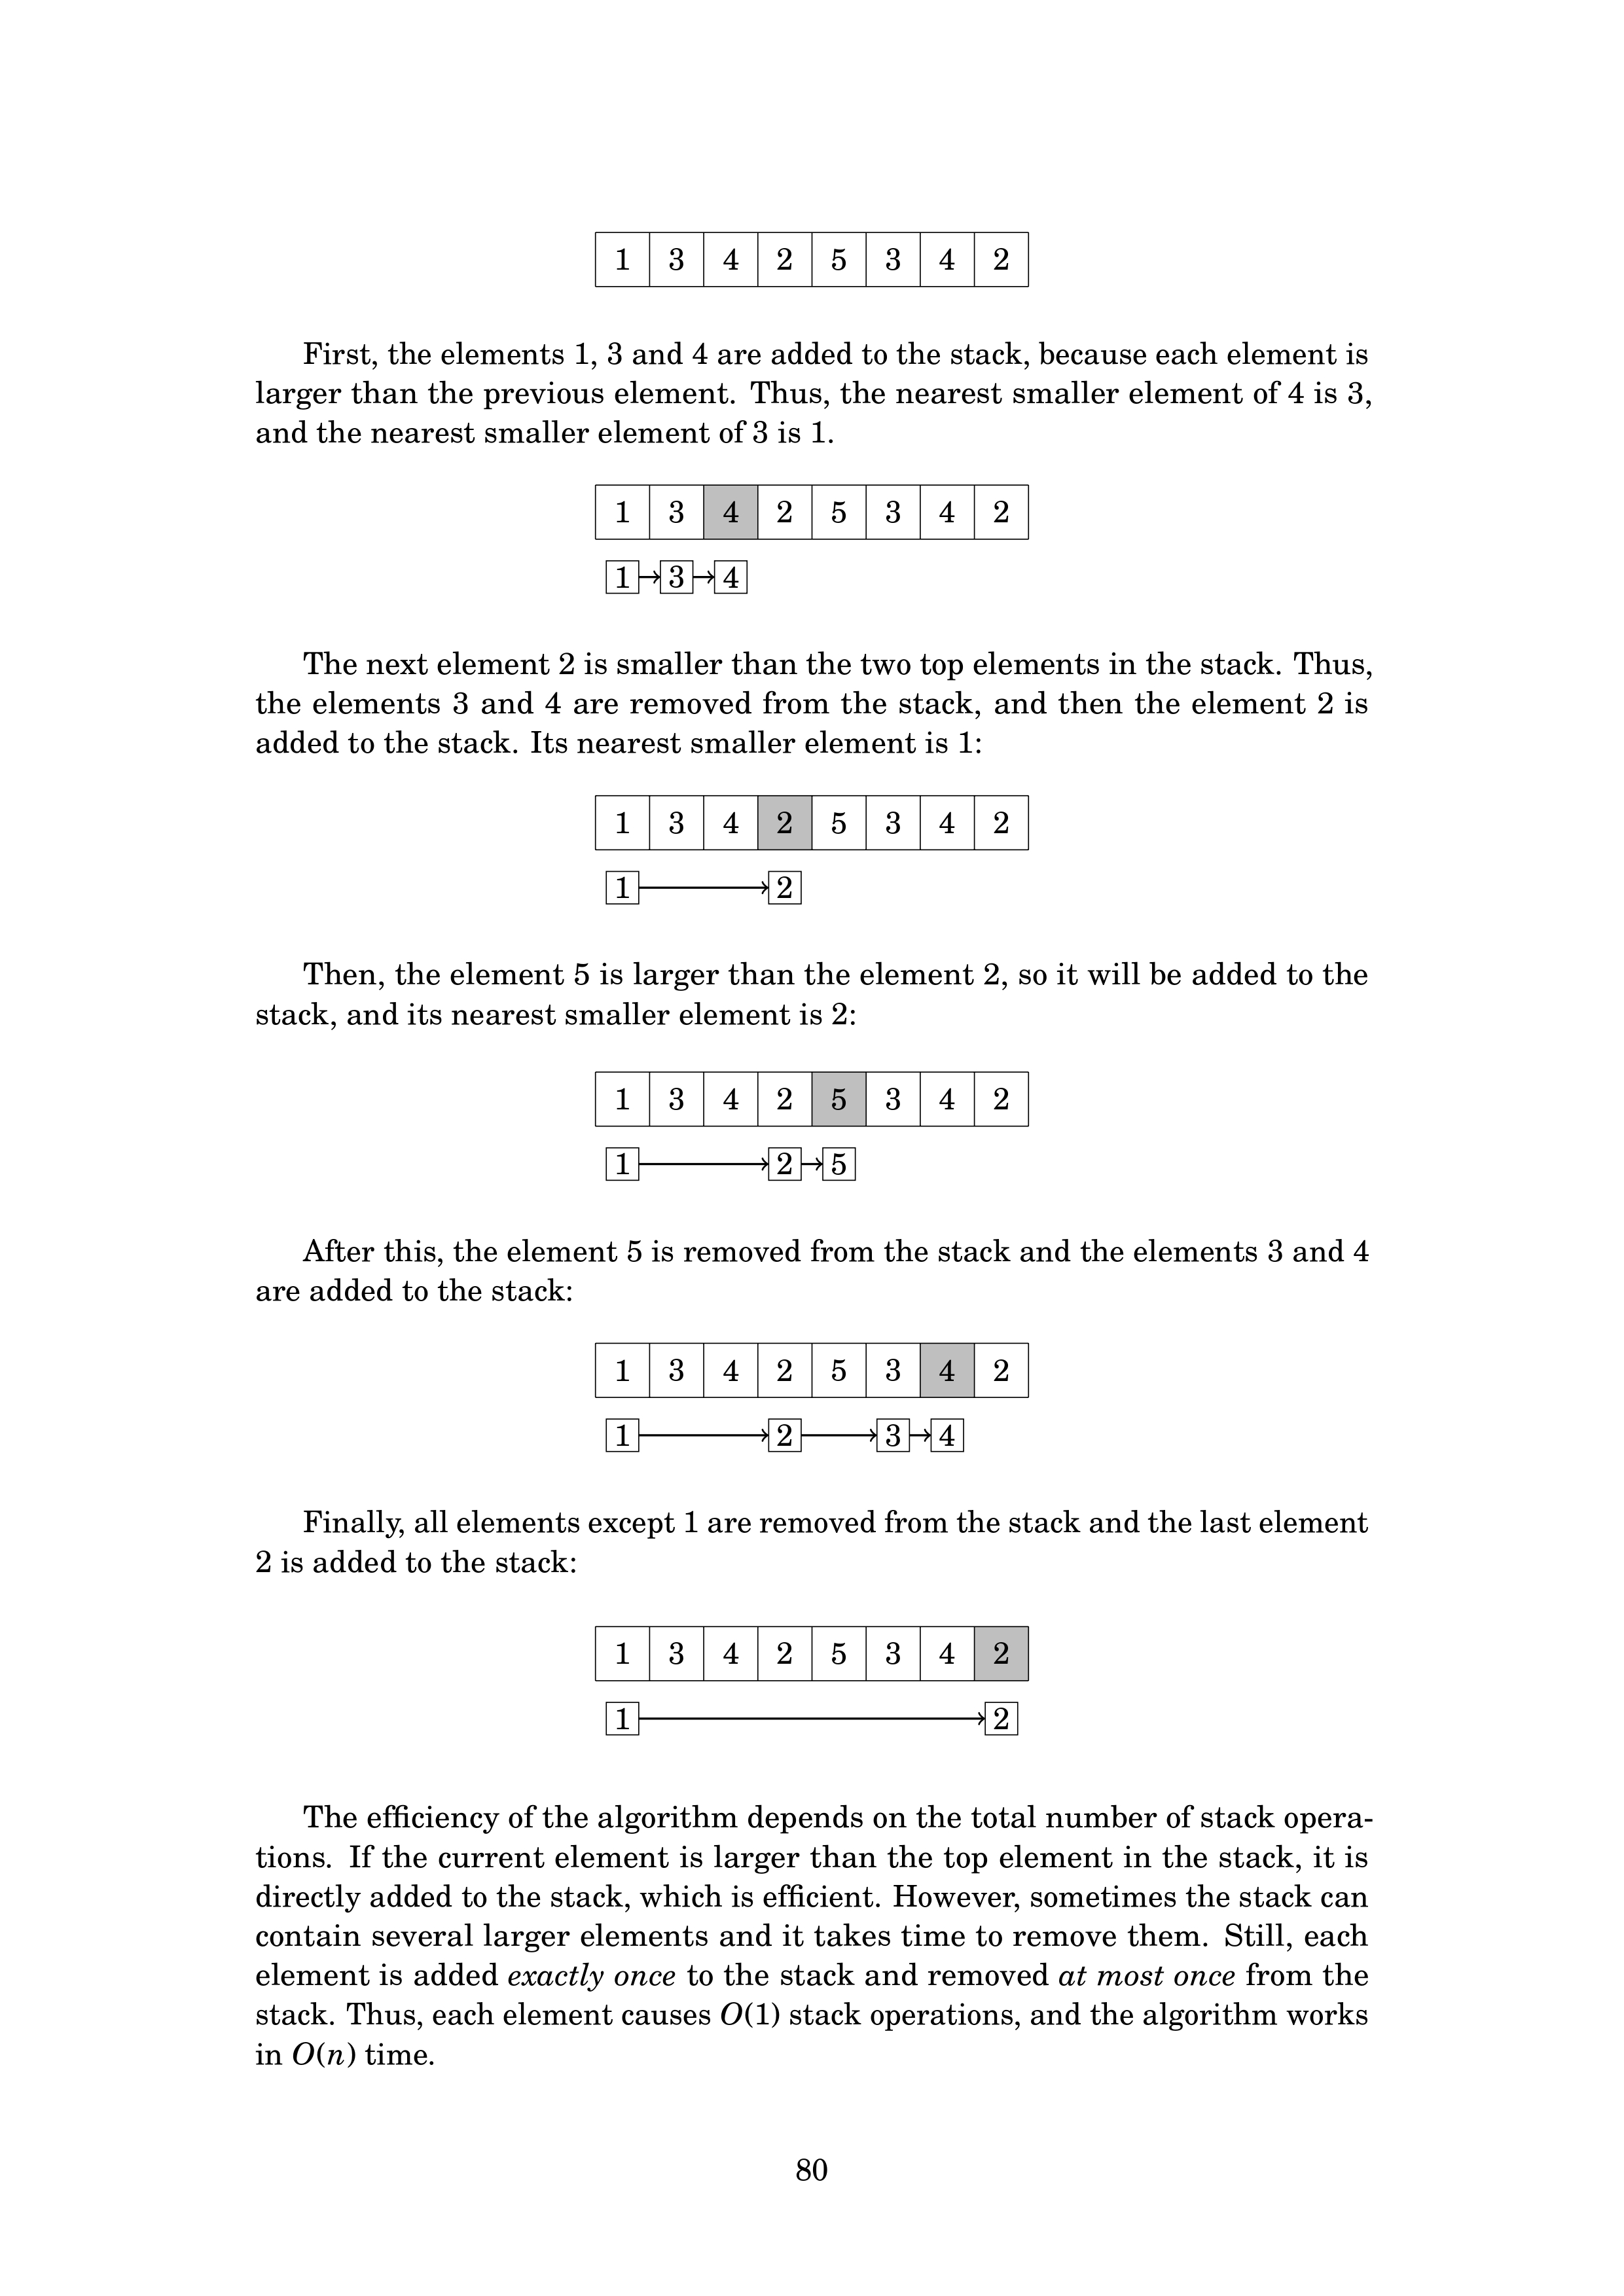 1 3 4 2 5 3 4 2
First, the elements 1, 3 and 4 are added to the stack, because each element is
larger than the previous element. Thus, the nearest smaller element of 4 is 3,
and the nearest smaller element of 3 is 1.
1 3 4 2 5 3 4 2
1 3 4
The next element 2 is smaller than the two top elements in the stack. Thus,
the elements 3 and 4 are removed from the stack, and then the element 2 is
added to the stack. Its nearest smaller element is 1:
1 3 4 2 5 3 4 2
1 2
Then, the element 5 is larger than the element 2, so it will be added to the
stack, and its nearest smaller element is 2:
1 3 4 2 5 3 4 2
1 2 5
After this, the element 5 is removed from the stack and the elements 3 and 4
are added to the stack:
1 3 4 2 5 3 4 2
1 2 3 4
Finally, all elements except 1 are removed from the stack and the last element
2 is added to the stack:
1 3 4 2 5 3 4 2
1 2
The efficiency of the algorithm depends on the total number of stack opera-
tions. If the current element is larger than the top element in the stack, it is
directly added to the stack, which is efficient. However, sometimes the stack can
contain several larger elements and it takes time to remove them. Still, each
element is added exactly once to the stack and removed at most once from the
stack. Thus, each element causes O(1) stack operations, and the algorithm works
in O(n) time.
80